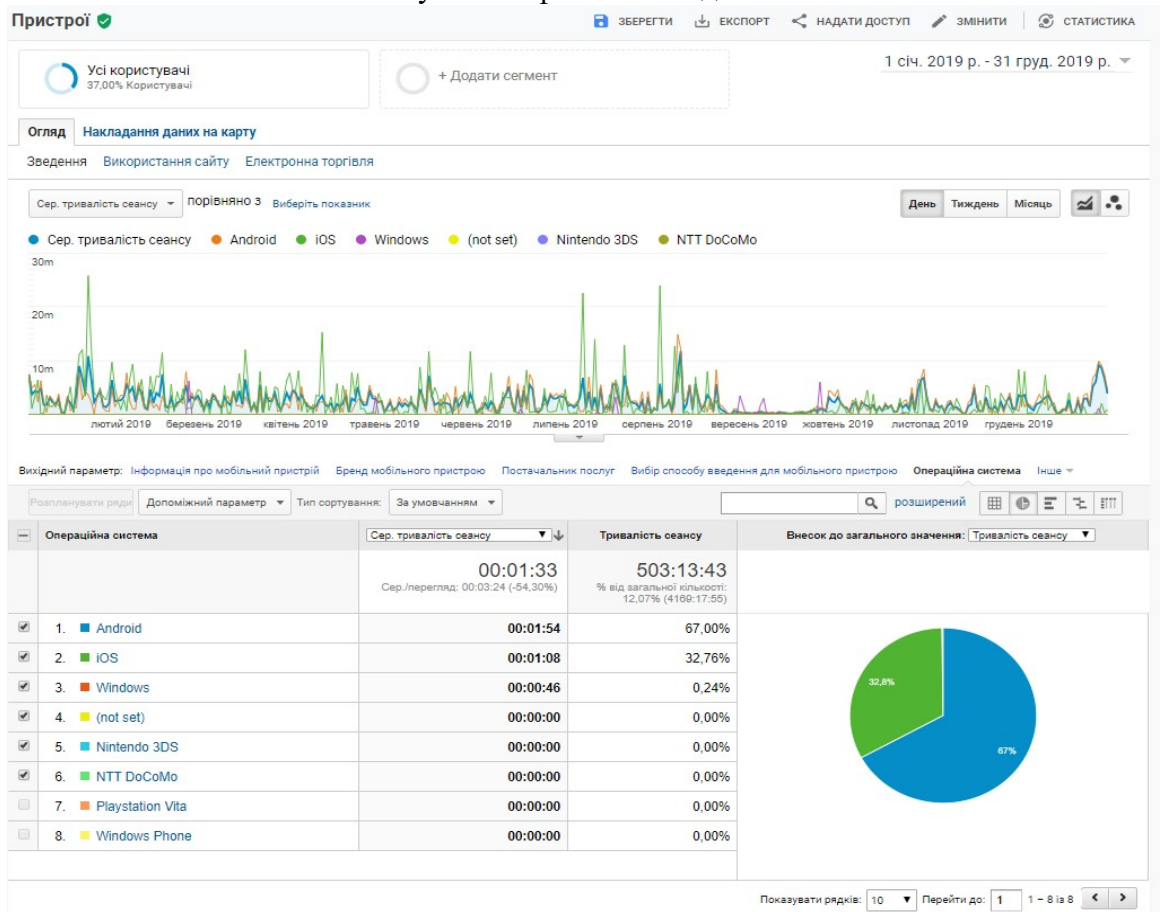 Пристрої
ЗБЕРЕГТИ ЕКСПОРТ НАДАТИ ДОСТУП ЗМІНИТИ СТАТИСТИКА
Усі користувачі
37,00% Користувачі
+ Додати сегмент
1 січ. 2019 р. - 31 груд. 2019 р.
Огляд Накладання даних на карту
Зведення Використання сайту Електронна торгівля
Сер. тривалість сеансу порівняно з Виберіть показник
День Тиждень Місяць
Сер. тривалість сеансу Android iOS Windows (not set) Nintendo 3DS NTT DoCoMo
30m
20m
10m
лютий 2019 березень 2019 квітень 2019 травень 2019 червень 2019 липень 2019 серпень 2019 вересень 2019 жовтень 2019 листопад 2019 грудень 2019
Вихідний параметр: Інформація про мобільний пристрій Бренд мобільного пристрою Постачальник послуг Вибір способу введення для мобільного пристрою Операційна система Інше
Розпланувати ряди Допоміжний параметр Тип сортування: За умовчанням розширений
Операційна система Сер. тривалість сеансу Тривалість сеансу Внесок до загального значення: Тривалість сеансу
00:01:33 503:13:43
Сер./перегляд: 00:03:24 (-54,30%) % від загальної кількості:
12,07% (4169:17:55)
1. Android 00:01:54 67,00%
2. iOS 00:01:08 32,76%
3. Windows 00:00:46 0,24%
4. (not set) 00:00:00 0,00%
5. Nintendo 3DS 00:00:00 0,00%
6. NTT DoCoMo 00:00:00 0,00%
7. Playstation Vita 00:00:00 0,00%
8. Windows Phone 00:00:00 0,00%
32,8%
67%
Показувати рядків: 10 Перейти до: 1 1 – 8 із 8